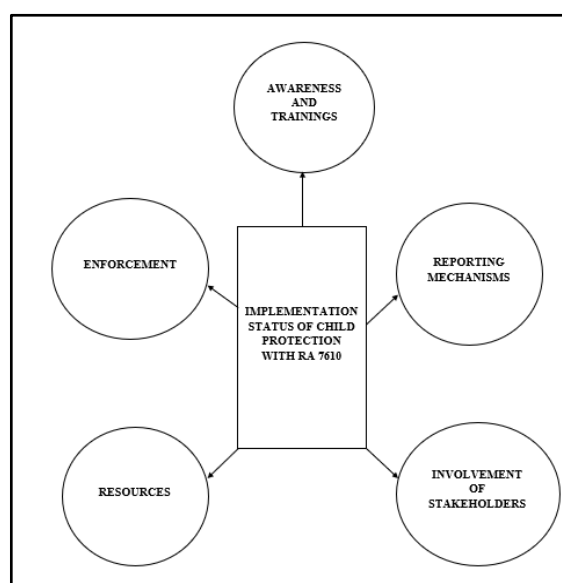 AWARENESS
AND
TRAININGS
ENFORCEMENT
REPORTING
MECHANISMS
IMPLEMENTATION
STATUS OF CHILD
PROTECTION
WITH RA 7610
RESOURCES
INVOLVEMENT
OF
STAKEHOLDERS